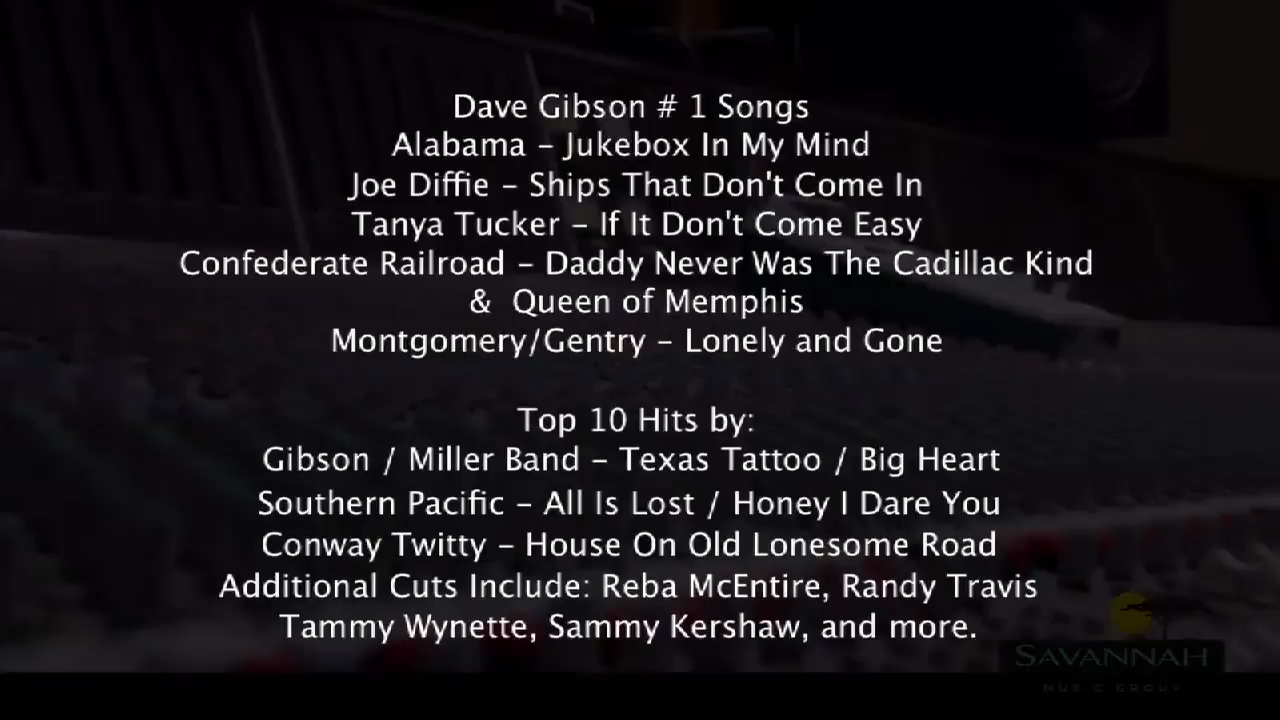 Dave Gibson # 1 Songs
Alabama – Jukebox In My Mind
Joe Diffie – Ships That Don't Come In
Tanya Tucker – If It Don't Come Easy
Confederate Railroad – Daddy Never Was The Cadillac Kind
& Queen of Memphis
Montgomery/Gentry – Lonely and Gone
Top 10 Hits by:
Gibson / Miller Band – Texas Tattoo / Big Heart
Southern Pacific – All Is Lost / Honey I Dare You
Conway Twitty – House On Old Lonesome Road
Additional Cuts Include: Reba McEntire, Randy Travis
Tammy Wynette, Sammy Kershaw, and more.
SAVANNAH
MUSIC GROUP